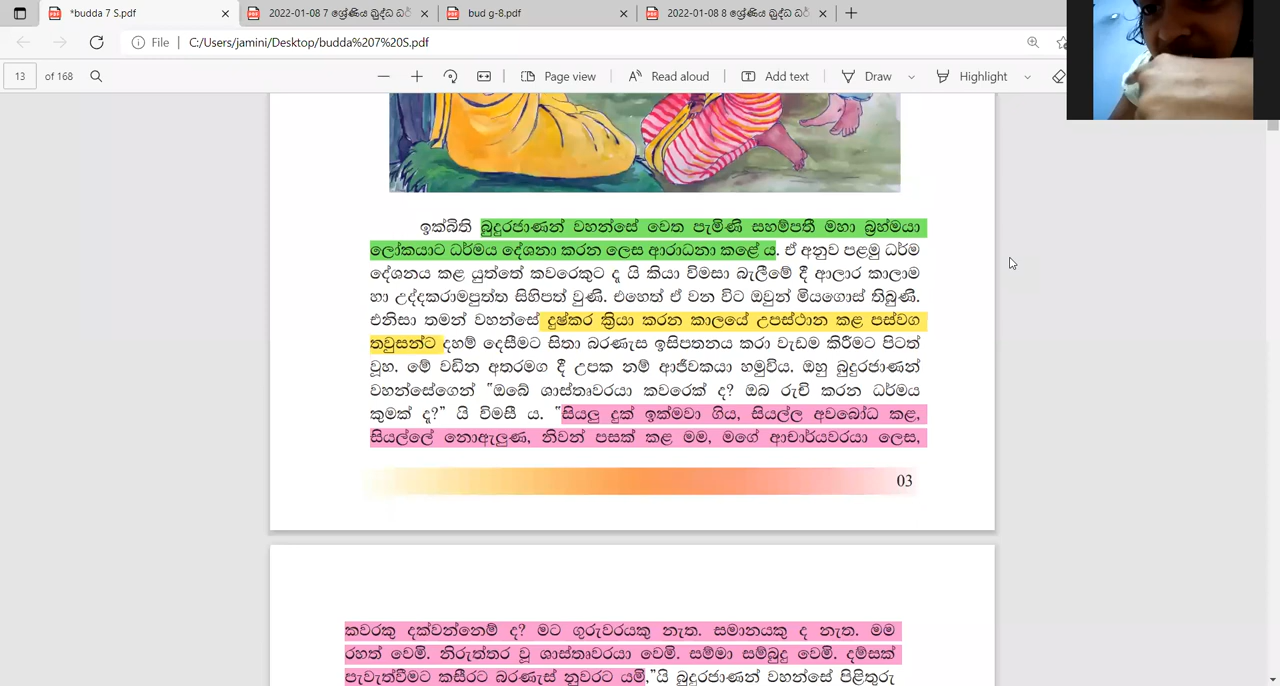 *budda 7 S.pdf
2022-01-08 7 ශ්‍රේණිය බුද්ධ ධර්
bud g-8.pdf
2022-01-08 8 ශ්‍රේණිය බුද්ධ ධර්
File C:/Users/jamini/Desktop/budda%207%20S.pdf
13 of 168 Page view Read aloud Add text Draw Highlight
ඉක්බිති බුදුරජාණන් වහන්සේ වෙත පැමිණි සහම්පතී මහා බ්‍රහ්මයා
ලෝකයාට ධර්මය දේශනා කරන ලෙස ආරාධනා කළේ ය. ඒ අනුව පළමු ධර්ම
දේශනය කළ යුත්තේ කවරෙකුට දැ යි කියා විමසා බැලීමේ දී ආලාර කාලාම
හා උද්දකරාමපුත්ත සිහිපත් වුණි. එහෙත් ඒ වන විට ඔවුන් මියගොස් තිබුණි.
එනිසා තමන් වහන්සේ දුෂ්කර ක්‍රියා කරන කාලයේ උපස්ථාන කළ පස්වග
තවුසන්ට දහම් දෙසීමට සිතා බරණැස ඉසිපතනය කරා වැඩම කිරීමට පිටත්
වූහ. මේ වඩින අතරමග දී උපක නම් ආජීවකයා හමුවිය. ඔහු බුදුරජාණන්
වහන්සේගෙන් "ඔබේ ශාස්තෘවරයා කවරෙක් ද? ඔබ රුචි කරන ධර්මය
කුමක් ද?" යි විමසී ය. "සියලු දුක් ඉක්මවා ගිය, සියල්ල අවබෝධ කළ,
සියල්ලේ නොඇලුණ, නිවන් පසක් කළ මම, මගේ ආචාර්යවරයා ලෙස,
03
කවරකු දක්වන්නෙම් ද? මට ගුරුවරයකු නැත. සමානයකු ද නැත. මම
රහත් වෙමි. නිරුත්තර වූ ශාස්තෘවරයා වෙමි. සම්මා සම්බුදු වෙමි. දම්සක්
පැවැත්වීමට කසීරට බරණැස් නුවරට යමි,"යි බුදුරජාණන් වහන්සේ පිළිතුරු